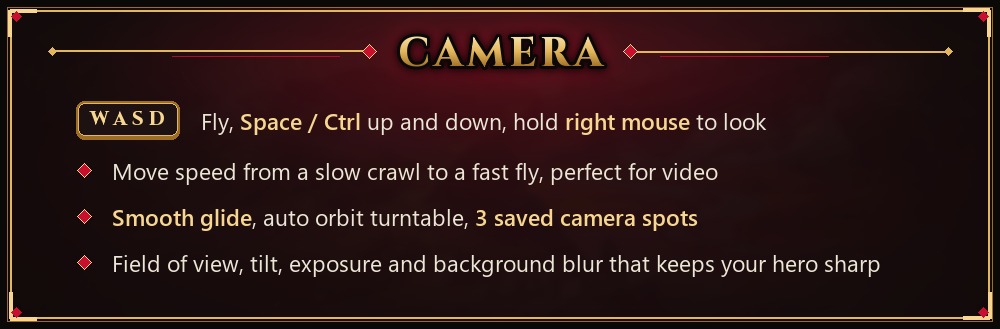 CAMERA
WASD Fly, Space / Ctrl up and down, hold right mouse to look
Move speed from a slow crawl to a fast fly, perfect for video
Smooth glide, auto orbit turntable, 3 saved camera spots
Field of view, tilt, exposure and background blur that keeps your hero sharp